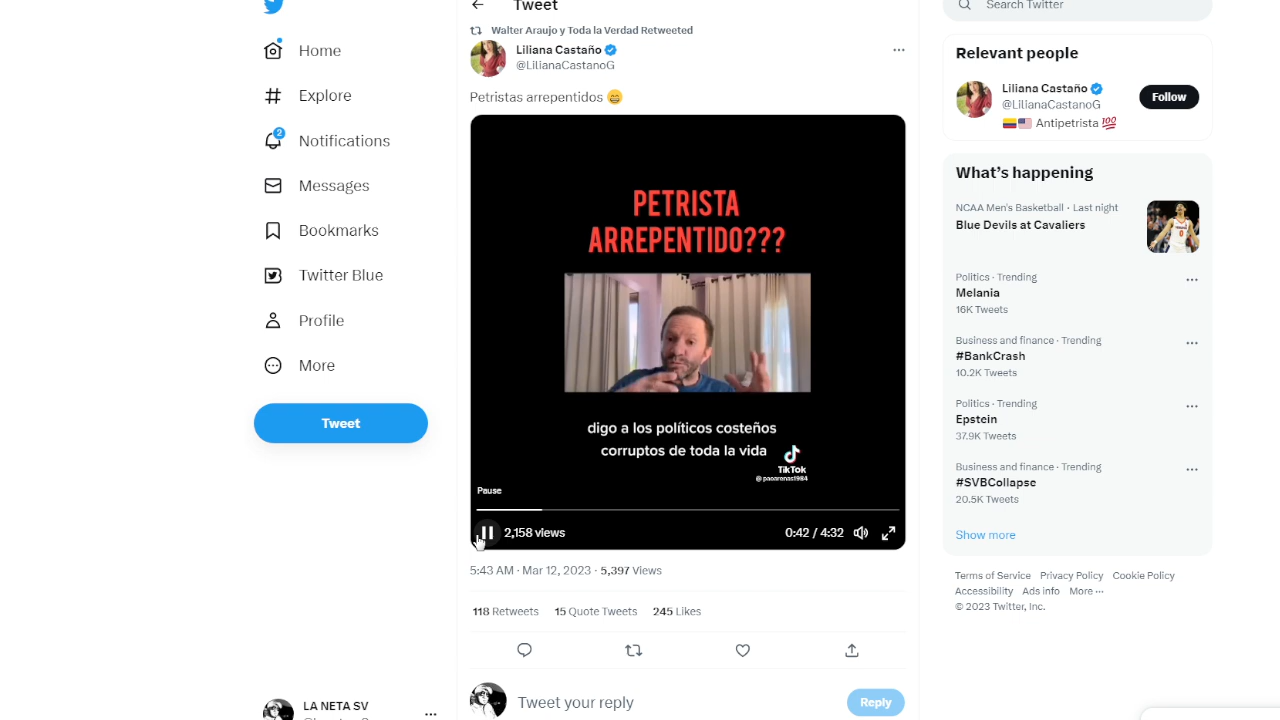 Tweet
Search Twitter
Walter Araujo y Toda la Verdad Retweeted
Liliana Castaño
@LilianaCastanoG
Petristas arrepentidos
Home
Explore
2
Notifications
Messages
Bookmarks
Twitter Blue
Profile
More
Tweet
PETRISTA
ARREPENTIDO???
digo a los políticos costeños
corruptos de toda la vida
TikTok
@ paoarenas1984
Pause
2,158 views
0:42 / 4:32
5:43 AM · Mar 12, 2023 · 5,397 Views
118 Retweets 15 Quote Tweets 245 Likes
Tweet your reply
Reply
LA NETA SV
Relevant people
Liliana Castaño
@LilianaCastanoG
Follow
Antipetrista 💯
What's happening
NCAA Men's Basketball · Last night
Blue Devils at Cavaliers
Politics · Trending
Melania
16K Tweets
Business and finance · Trending
#BankCrash
10.2K Tweets
Politics · Trending
Epstein
37.9K Tweets
Business and finance · Trending
#SVBCollapse
20.5K Tweets
Show more
Terms of Service Privacy Policy Cookie Policy
Accessibility Ads info More ···
© 2023 Twitter, Inc.